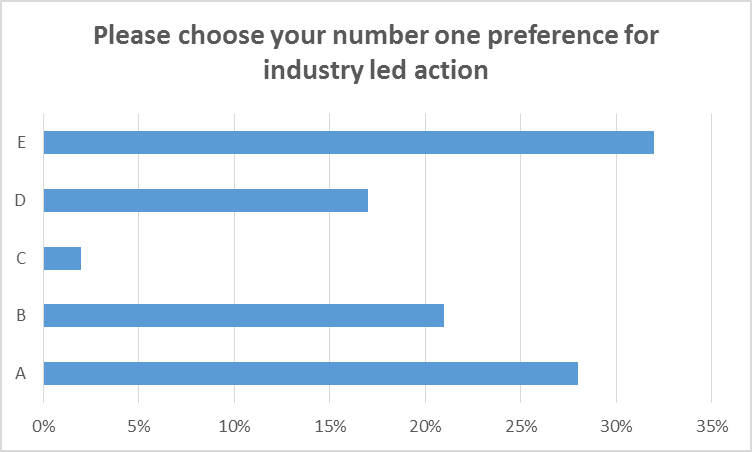 Please choose your number one preference for
industry led action
E
D
C
B
A
0% 5% 10% 15% 20% 25% 30% 35%